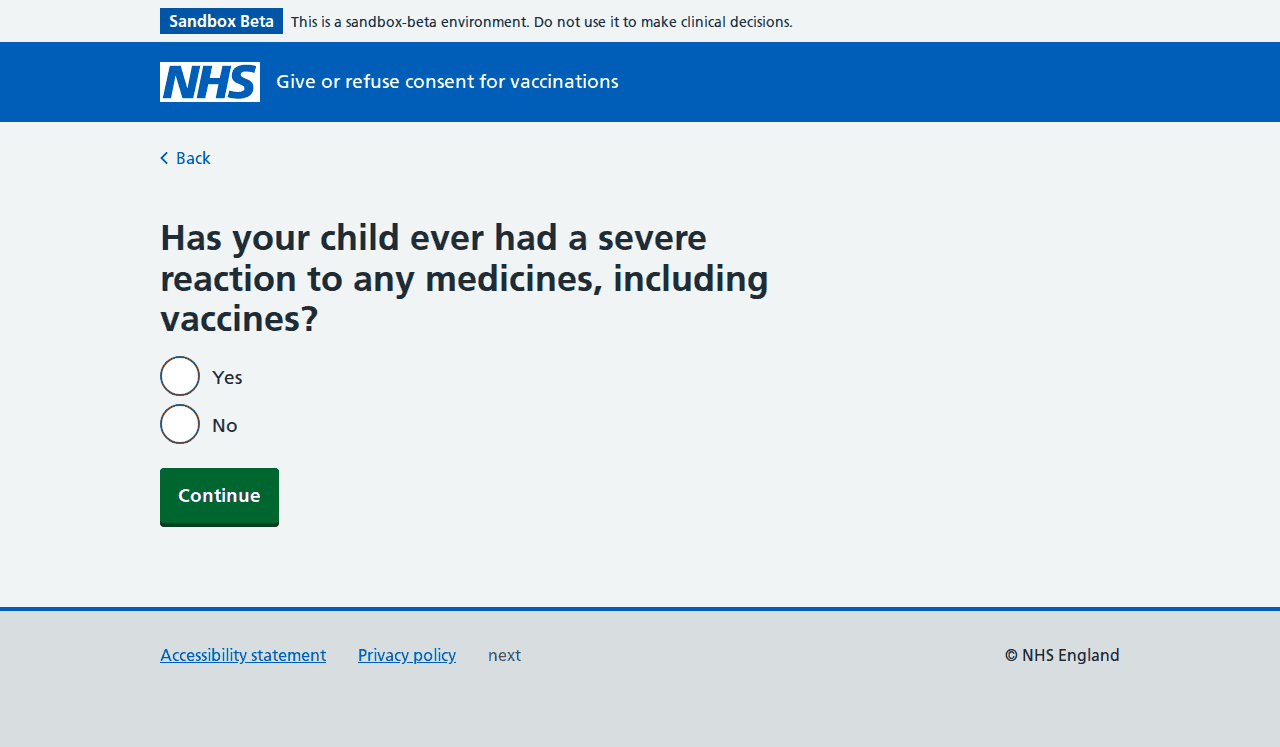 Sandbox Beta This is a sandbox-beta environment. Do not use it to make clinical decisions.
NHS Give or refuse consent for vaccinations
Back
Has your child ever had a severe
reaction to any medicines, including
vaccines?
Yes
No
Continue
Accessibility statement Privacy policy next © NHS England